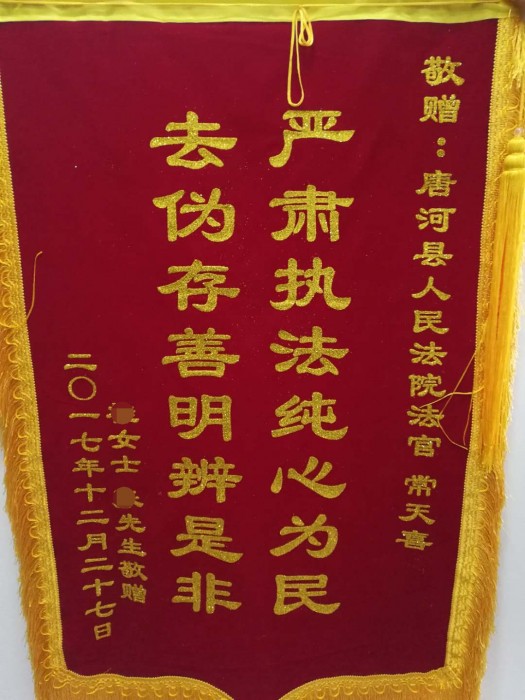 敬赠：唐河县人民法院法官 常天喜
严肃执法纯心为民
去伪存善明辨是非
女士 先生敬赠
二〇一七年十二月二十七日